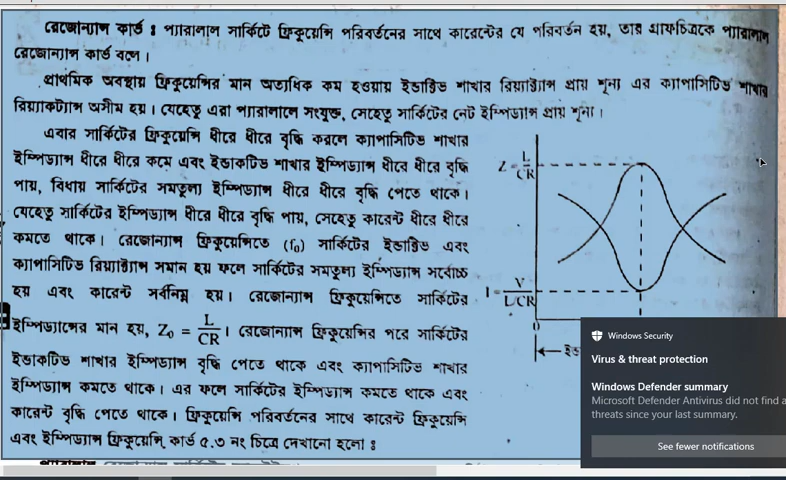 রেজোন্যান্স কার্ভ ঃ প্যারালাল সার্কিটে ফ্রিকুয়েন্সি পরিবর্তনের সাথে কারেন্টের যে পরিবর্তন হয়, তার গ্রাফচিত্রকে প্যারালাল
রেজোন্যান্স কার্ভ বলে।
প্রাথমিক অবস্থায় ফ্রিকুয়েন্সির মান অত্যধিক কম হওয়ায় ইন্ডাক্টিভ শাখার রিয়্যাক্ট্যান্স প্রায় শূন্য এর ক্যাপাসিটিভ শাখার
রিয়্যাকট্যান্স অসীম হয়। যেহেতু এরা প্যারালালে সংযুক্ত, সেহেতু সার্কিটের নেট ইম্পিড্যান্স প্রায় শূন্য।
এবার সার্কিটের ফ্রিকুয়েন্সি ধীরে ধীরে বৃদ্ধি করলে ক্যাপাসিটিভ শাখার
ইম্পিড্যান্স ধীরে ধীরে কমে এবং ইন্ডাকটিভ শাখার ইম্পিড্যান্স ধীরে ধীরে বৃদ্ধি
পায়, বিধায় সার্কিটের সমতুল্য ইম্পিড্যান্স ধীরে ধীরে বৃদ্ধি পেতে থাকে।
যেহেতু সার্কিটের ইম্পিড্যান্স ধীরে ধীরে বৃদ্ধি পায়, সেহেতু কারেন্ট ধীরে ধীরে
কমতে থাকে। রেজোন্যান্স ফ্রিকুয়েন্সিতে (f₀) সার্কিটের ইন্ডাক্টিভ এবং
ক্যাপাসিটিভ রিয়্যাক্ট্যান্স সমান হয় ফলে সার্কিটের সমতুল্য ইম্পিড্যান্স সর্বোচ্চ
হয় এবং কারেন্ট সর্বনিম্ন হয়। রেজোন্যান্স ফ্রিকুয়েন্সিতে সার্কিটের
ইম্পিড্যান্সের মান হয়, Z₀ = L/CR। রেজোন্যান্স ফ্রিকুয়েন্সির পরে সার্কিটের
ইন্ডাকটিভ শাখার ইম্পিড্যান্স বৃদ্ধি পেতে থাকে এবং ক্যাপাসিটিভ শাখার
ইম্পিড্যান্স কমতে থাকে। এর ফলে সার্কিটের ইম্পিড্যান্স কমতে থাকে এবং
কারেন্ট বৃদ্ধি পেতে থাকে। ফ্রিকুয়েন্সি পরিবর্তনের সাথে কারেন্ট ফ্রিকুয়েন্সি
এবং ইম্পিড্যান্স ফ্রিকুয়েন্সি কার্ভ ৫.৩ নং চিত্রে দেখানো হলো ঃ
Z = L/CR
I = V/L/CR
0
Windows Security
Virus & threat protection
Windows Defender summary
Microsoft Defender Antivirus did not find a
threats since your last summary.
See fewer notifications